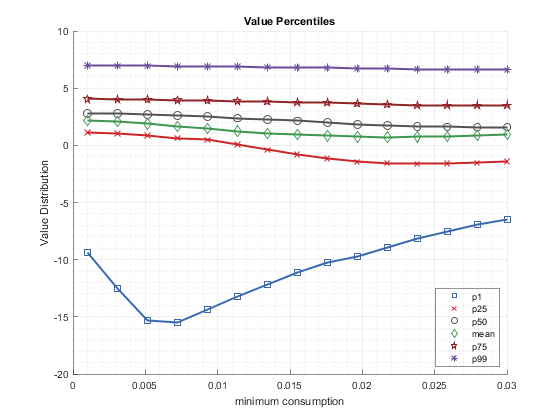 Value Percentiles
10
5
0
-5
-10
-15
-20
Value Distribution
0
0.005
0.01
0.015
0.02
0.025
0.03
minimum consumption
p1
p25
p50
mean
p75
p99